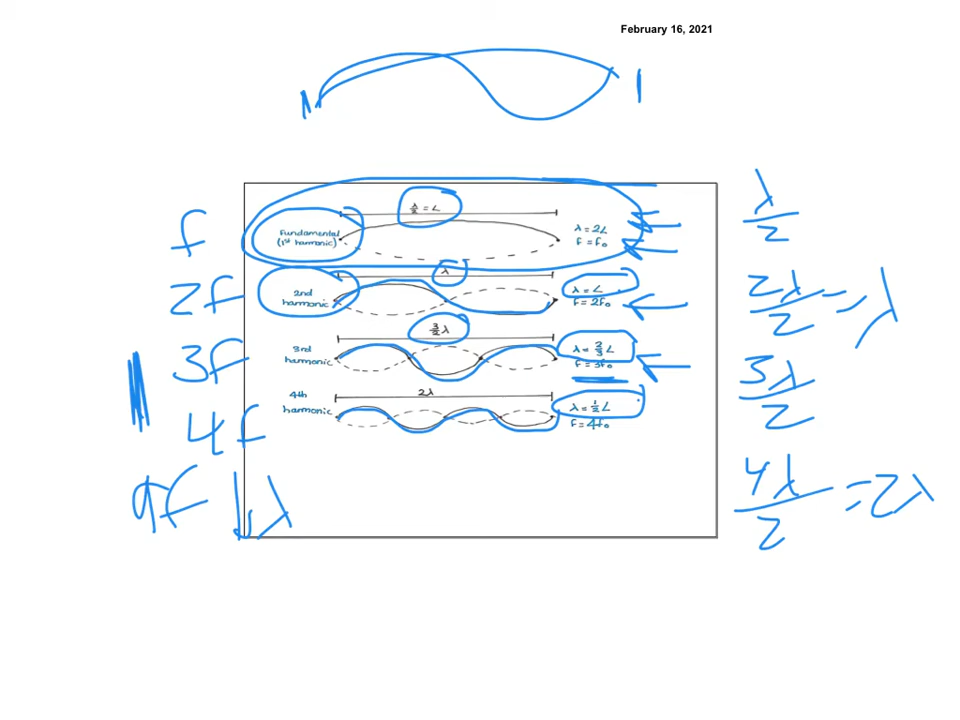 February 16, 2021
λ/2 = L
Fundamental
(1st harmonic)
λ = 2L
f = f₀
f
λ/2
λ
2nd
harmonic
λ = L
f = 2f₀
2f
2λ/2 = λ
3/2 λ
3rd
harmonic
λ = 2/3 L
f = 3f₀
3f
3λ/2
2λ
4th
harmonic
λ = 1/2 L
f = 4f₀
4f
4λ/2 = 2λ
λ